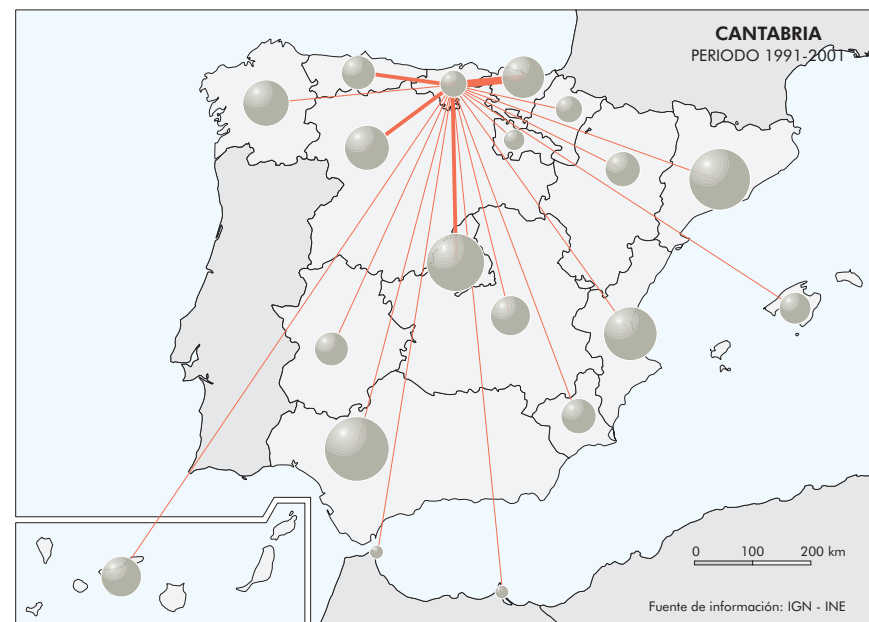 CANTABRIA
PERIODO 1991-2001
0 100 200 km
Fuente de información: IGN - INE